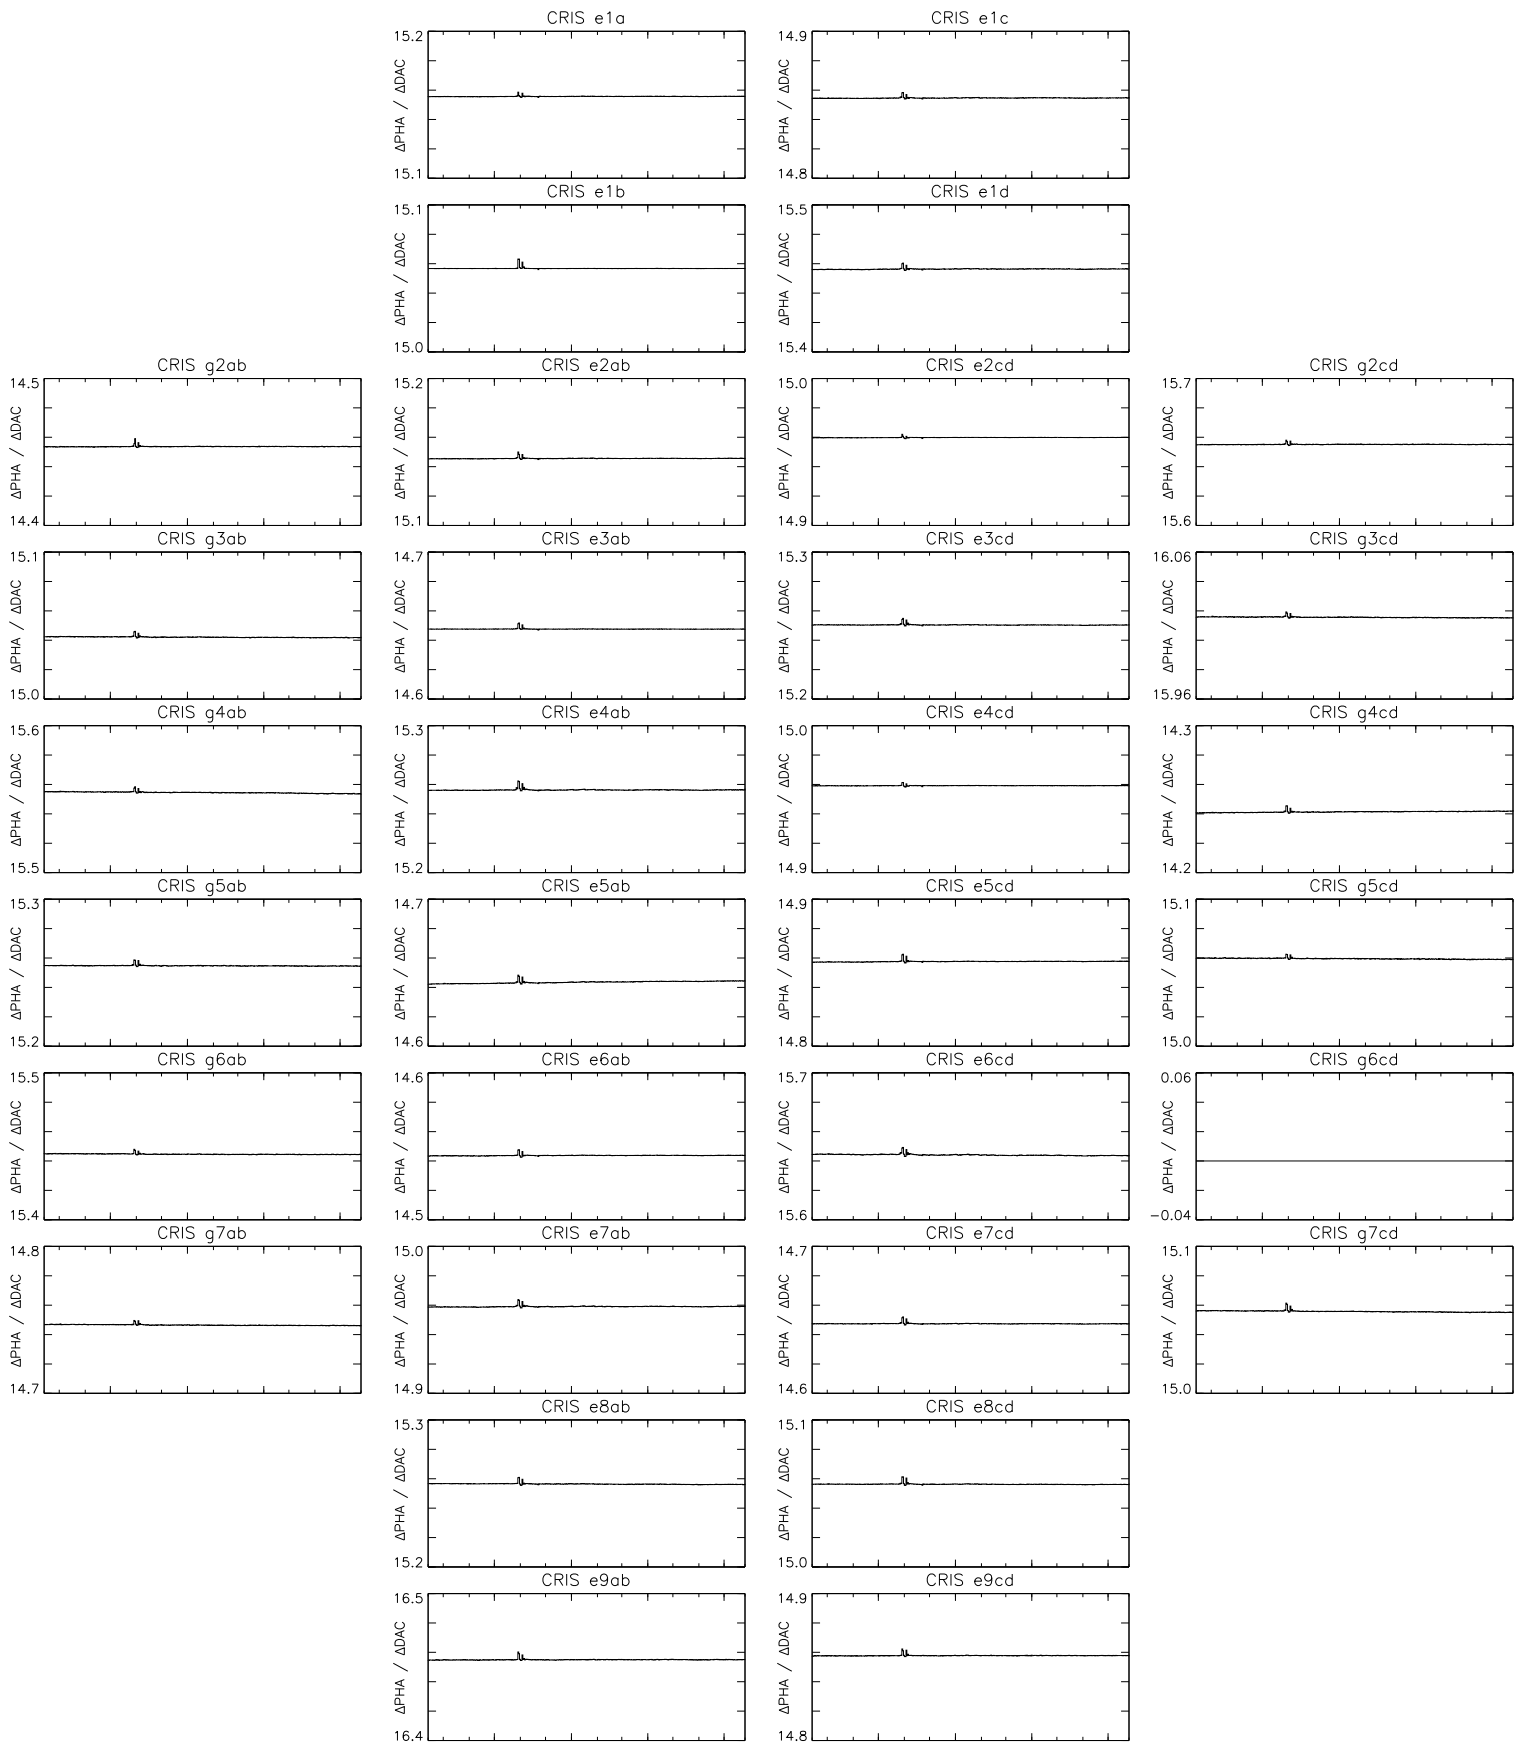 CRIS e1a
15.2
ΔPHA / ΔDAC
15.1
CRIS e1c
14.9
ΔPHA / ΔDAC
14.8
CRIS e1b
15.1
ΔPHA / ΔDAC
15.0
CRIS e1d
15.5
ΔPHA / ΔDAC
15.4
CRIS g2ab
14.5
ΔPHA / ΔDAC
14.4
CRIS e2ab
15.2
ΔPHA / ΔDAC
15.1
CRIS e2cd
15.0
ΔPHA / ΔDAC
14.9
CRIS g2cd
15.7
ΔPHA / ΔDAC
15.6
CRIS g3ab
15.1
ΔPHA / ΔDAC
15.0
CRIS e3ab
14.7
ΔPHA / ΔDAC
14.6
CRIS e3cd
15.3
ΔPHA / ΔDAC
15.2
CRIS g3cd
16.06
ΔPHA / ΔDAC
15.96
CRIS g4ab
15.6
ΔPHA / ΔDAC
15.5
CRIS e4ab
15.3
ΔPHA / ΔDAC
15.2
CRIS e4cd
15.0
ΔPHA / ΔDAC
14.9
CRIS g4cd
14.3
ΔPHA / ΔDAC
14.2
CRIS g5ab
15.3
ΔPHA / ΔDAC
15.2
CRIS e5ab
14.7
ΔPHA / ΔDAC
14.6
CRIS e5cd
14.9
ΔPHA / ΔDAC
14.8
CRIS g5cd
15.1
ΔPHA / ΔDAC
15.0
CRIS g6ab
15.5
ΔPHA / ΔDAC
15.4
CRIS e6ab
14.6
ΔPHA / ΔDAC
14.5
CRIS e6cd
15.7
ΔPHA / ΔDAC
15.6
CRIS g6cd
0.06
ΔPHA / ΔDAC
−0.04
CRIS g7ab
14.8
ΔPHA / ΔDAC
14.7
CRIS e7ab
15.0
ΔPHA / ΔDAC
14.9
CRIS e7cd
14.7
ΔPHA / ΔDAC
14.6
CRIS g7cd
15.1
ΔPHA / ΔDAC
15.0
CRIS e8ab
15.3
ΔPHA / ΔDAC
15.2
CRIS e8cd
15.1
ΔPHA / ΔDAC
15.0
CRIS e9ab
16.5
ΔPHA / ΔDAC
16.4
CRIS e9cd
14.9
ΔPHA / ΔDAC
14.8